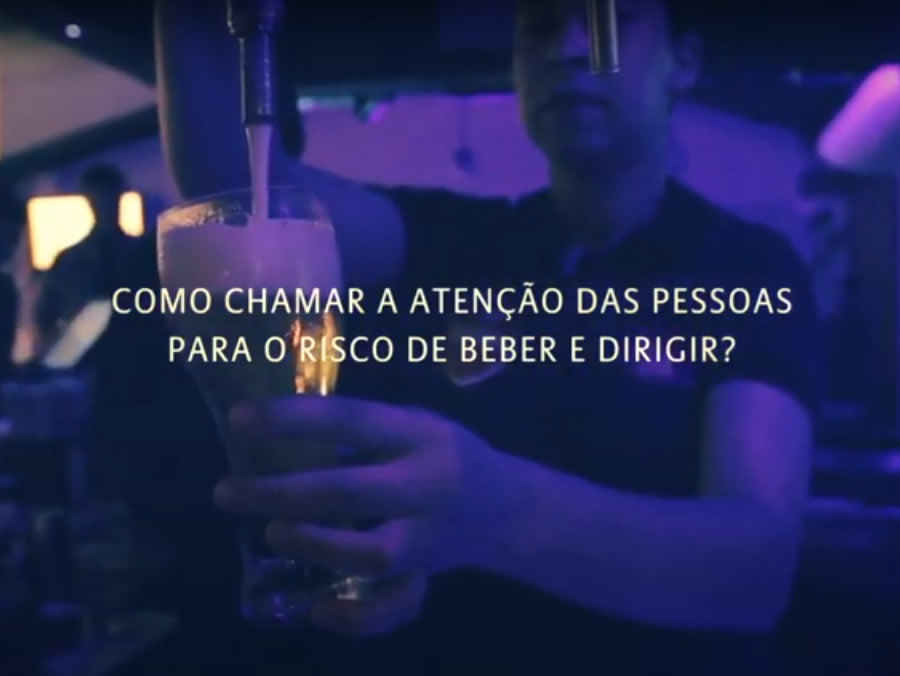 COMO CHAMAR A ATENÇÃO DAS PESSOAS
PARA O RISCO DE BEBER E DIRIGIR?